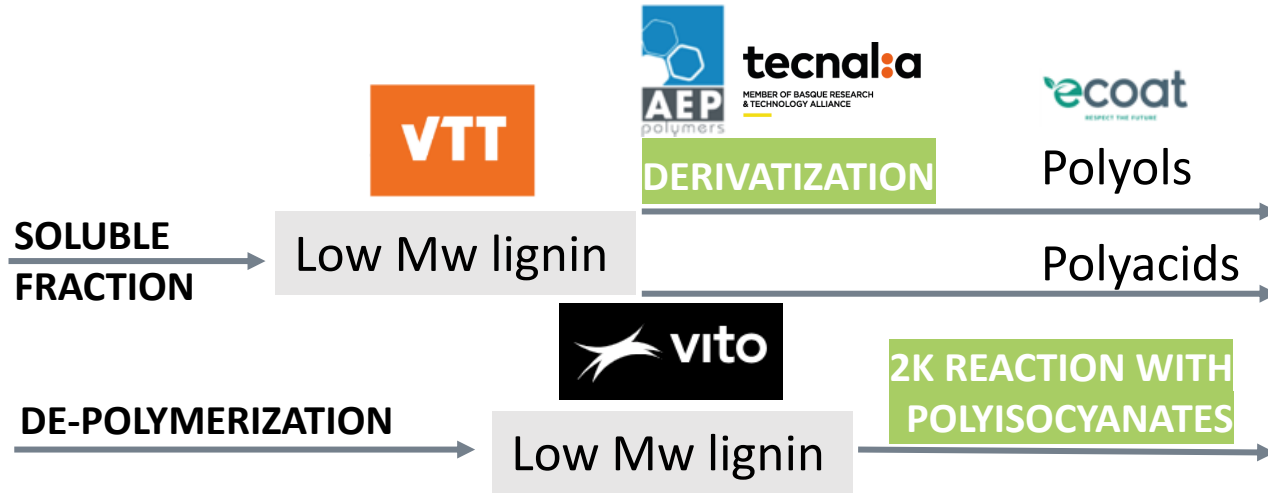 AEP
polymers
tecnal:a
MEMBER OF BASQUE RESEARCH
& TECHNOLOGY ALLIANCE
ecoat
RESPECT THE FUTURE
VTT
DERIVATIZATION
Polyols
SOLUBLE
FRACTION
Low Mw lignin
Polyacids
vito
2K REACTION WITH
POLYISOCYANATES
DE-POLYMERIZATION
Low Mw lignin